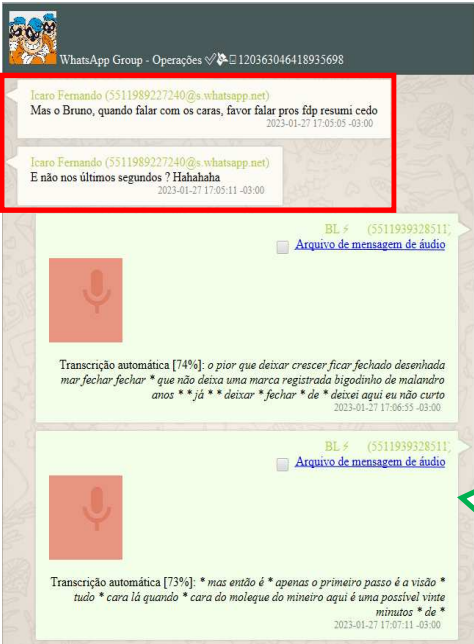 WhatsApp Group - Operações 120363046418935698
Icaro Fernando (5511989227240@s.whatsapp.net)
Mas o Bruno, quando falar com os caras, favor falar pros fdp resumi cedo
2023-01-27 17:05:05 -03:00
Icaro Fernando (5511989227240@s.whatsapp.net)
E não nos últimos segundos ? Hahahaha
2023-01-27 17:05:11 -03:00
BL⚡ (5511939328511
Arquivo de mensagem de áudio
Transcrição automática [74%]: o pior que deixar crescer ficar fechado desenhada
mar fechar fechar * que não deixa uma marca registrada bigodinho de malandro
anos * * já * * deixar * fechar * de * deixei aqui eu não curto
2023-01-27 17:06:55 -03:00
BL⚡ (5511939328511
Arquivo de mensagem de áudio
Transcrição automática [73%]: * mas então é * apenas o primeiro passo é a visão *
tudo * cara lá quando * cara do moleque do mineiro aqui é uma possível vinte
minutos * de *
2023-01-27 17:07:11 -03:00